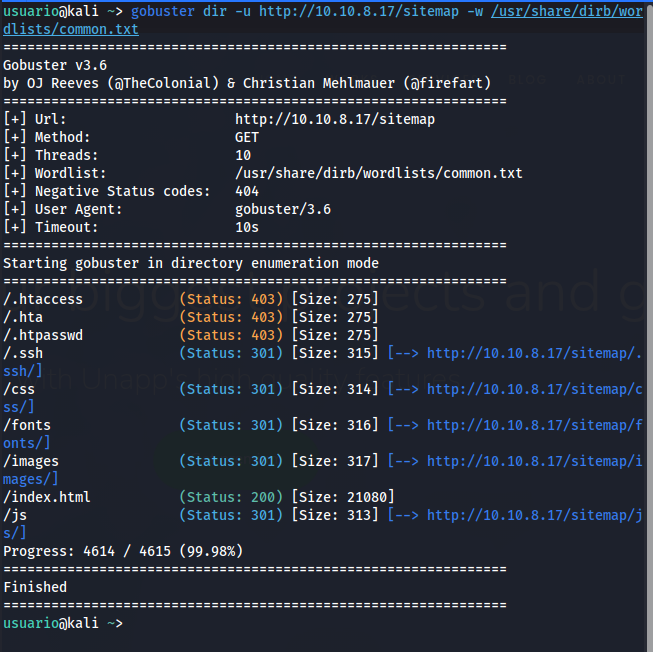 usuario@kali ~> gobuster dir -u http://10.10.8.17/sitemap -w /usr/share/dirb/wor
dlists/common.txt
===============================================================
Gobuster v3.6
by OJ Reeves (@TheColonial) & Christian Mehlmauer (@firefart)
===============================================================
[+] Url:                     http://10.10.8.17/sitemap
[+] Method:                  GET
[+] Threads:                 10
[+] Wordlist:                /usr/share/dirb/wordlists/common.txt
[+] Negative Status codes:   404
[+] User Agent:              gobuster/3.6
[+] Timeout:                 10s
===============================================================
Starting gobuster in directory enumeration mode
===============================================================
/.htaccess            (Status: 403) [Size: 275]
/.hta                 (Status: 403) [Size: 275]
/.htpasswd            (Status: 403) [Size: 275]
/.ssh                 (Status: 301) [Size: 315] [--> http://10.10.8.17/sitemap/.
ssh/]
/css                  (Status: 301) [Size: 314] [--> http://10.10.8.17/sitemap/c
ss/]
/fonts                (Status: 301) [Size: 316] [--> http://10.10.8.17/sitemap/f
onts/]
/images               (Status: 301) [Size: 317] [--> http://10.10.8.17/sitemap/i
mages/]
/index.html           (Status: 200) [Size: 21080]
/js                   (Status: 301) [Size: 313] [--> http://10.10.8.17/sitemap/j
s/]
Progress: 4614 / 4615 (99.98%)
===============================================================
Finished
===============================================================
usuario@kali ~>